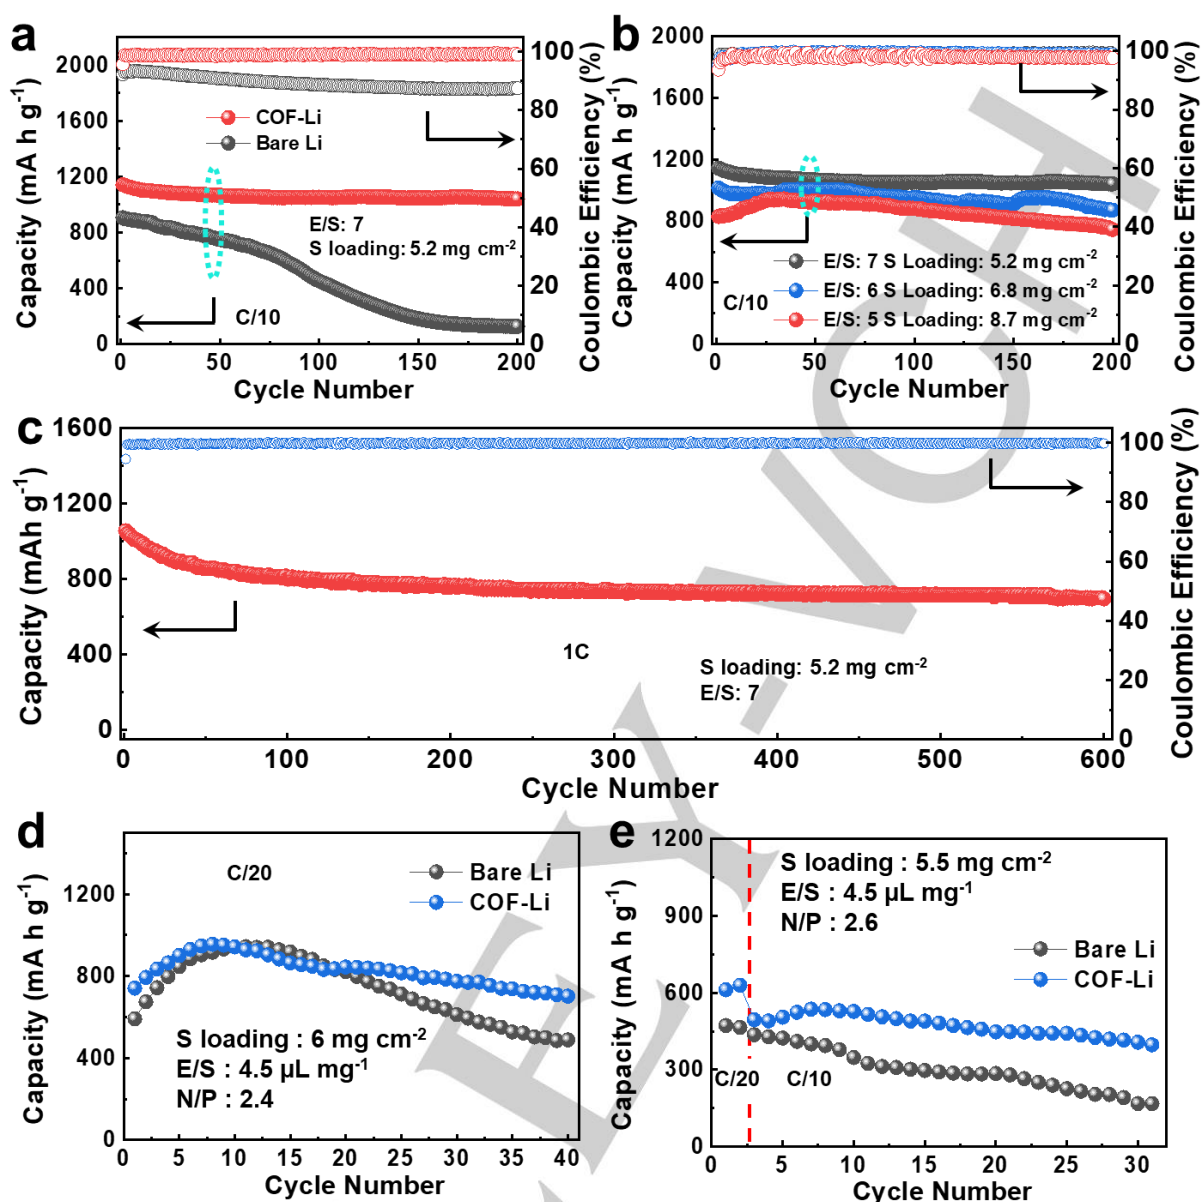 a
Capacity (mA h g-1)
2000
1600
1200
800
400
0
COF-Li
Bare Li
E/S: 7
S loading: 5.2 mg cm-2
C/10
0 50 100 150 200
Cycle Number
100
80
60
40
20
0
Coulombic Efficiency (%)
b
Capacity (mA h g-1)
2000
1600
1200
800
400
0
E/S: 7 S Loading: 5.2 mg cm-2
E/S: 6 S Loading: 6.8 mg cm-2
E/S: 5 S Loading: 8.7 mg cm-2
C/10
0 50 100 150 200
Cycle Number
100
80
60
40
20
0
Coulombic Efficiency (%)
c
Capacity (mAh g-1)
1600
1200
800
400
0
1C
S loading: 5.2 mg cm-2
E/S: 7
0 100 200 300 400 500 600
Cycle Number
100
80
60
40
20
0
Coulombic Efficiency (%)
d
Capacity (mA h g-1)
1200
800
400
0
C/20
Bare Li
COF-Li
S loading : 6 mg cm-2
E/S : 4.5 µL mg-1
N/P : 2.4
0 5 10 15 20 25 30 35 40
Cycle Number
e
Capacity (mA h g-1)
1200
900
600
300
0
S loading : 5.5 mg cm-2
E/S : 4.5 µL mg-1
N/P : 2.6
Bare Li
COF-Li
C/20
C/10
0 5 10 15 20 25 30
Cycle Number
EY-VCH